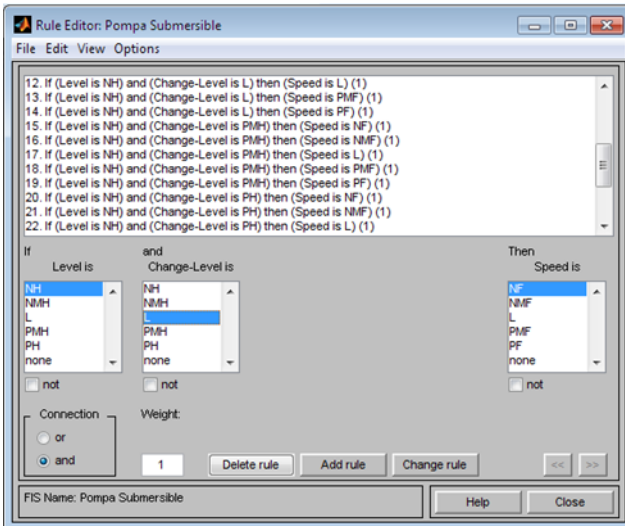 Rule Editor: Pompa Submersible
File Edit View Options
12. If (Level is NH) and (Change-Level is L) then (Speed is L) (1)
13. If (Level is NH) and (Change-Level is L) then (Speed is PMF) (1)
14. If (Level is NH) and (Change-Level is L) then (Speed is PF) (1)
15. If (Level is NH) and (Change-Level is PMH) then (Speed is NF) (1)
16. If (Level is NH) and (Change-Level is PMH) then (Speed is NMF) (1)
17. If (Level is NH) and (Change-Level is PMH) then (Speed is L) (1)
18. If (Level is NH) and (Change-Level is PMH) then (Speed is PMF) (1)
19. If (Level is NH) and (Change-Level is PMH) then (Speed is PF) (1)
20. If (Level is NH) and (Change-Level is PH) then (Speed is NF) (1)
21. If (Level is NH) and (Change-Level is PH) then (Speed is NMF) (1)
22. If (Level is NH) and (Change-Level is PH) then (Speed is L) (1)
If and Then
Level is Change-Level is Speed is
NH NH NF
NMH NMH NMF
L L L
PMH PMH PMF
PH PH PF
none none none
not not not
Connection Weight:
or
and 1 Delete rule Add rule Change rule << >>
FIS Name: Pompa Submersible Help Close